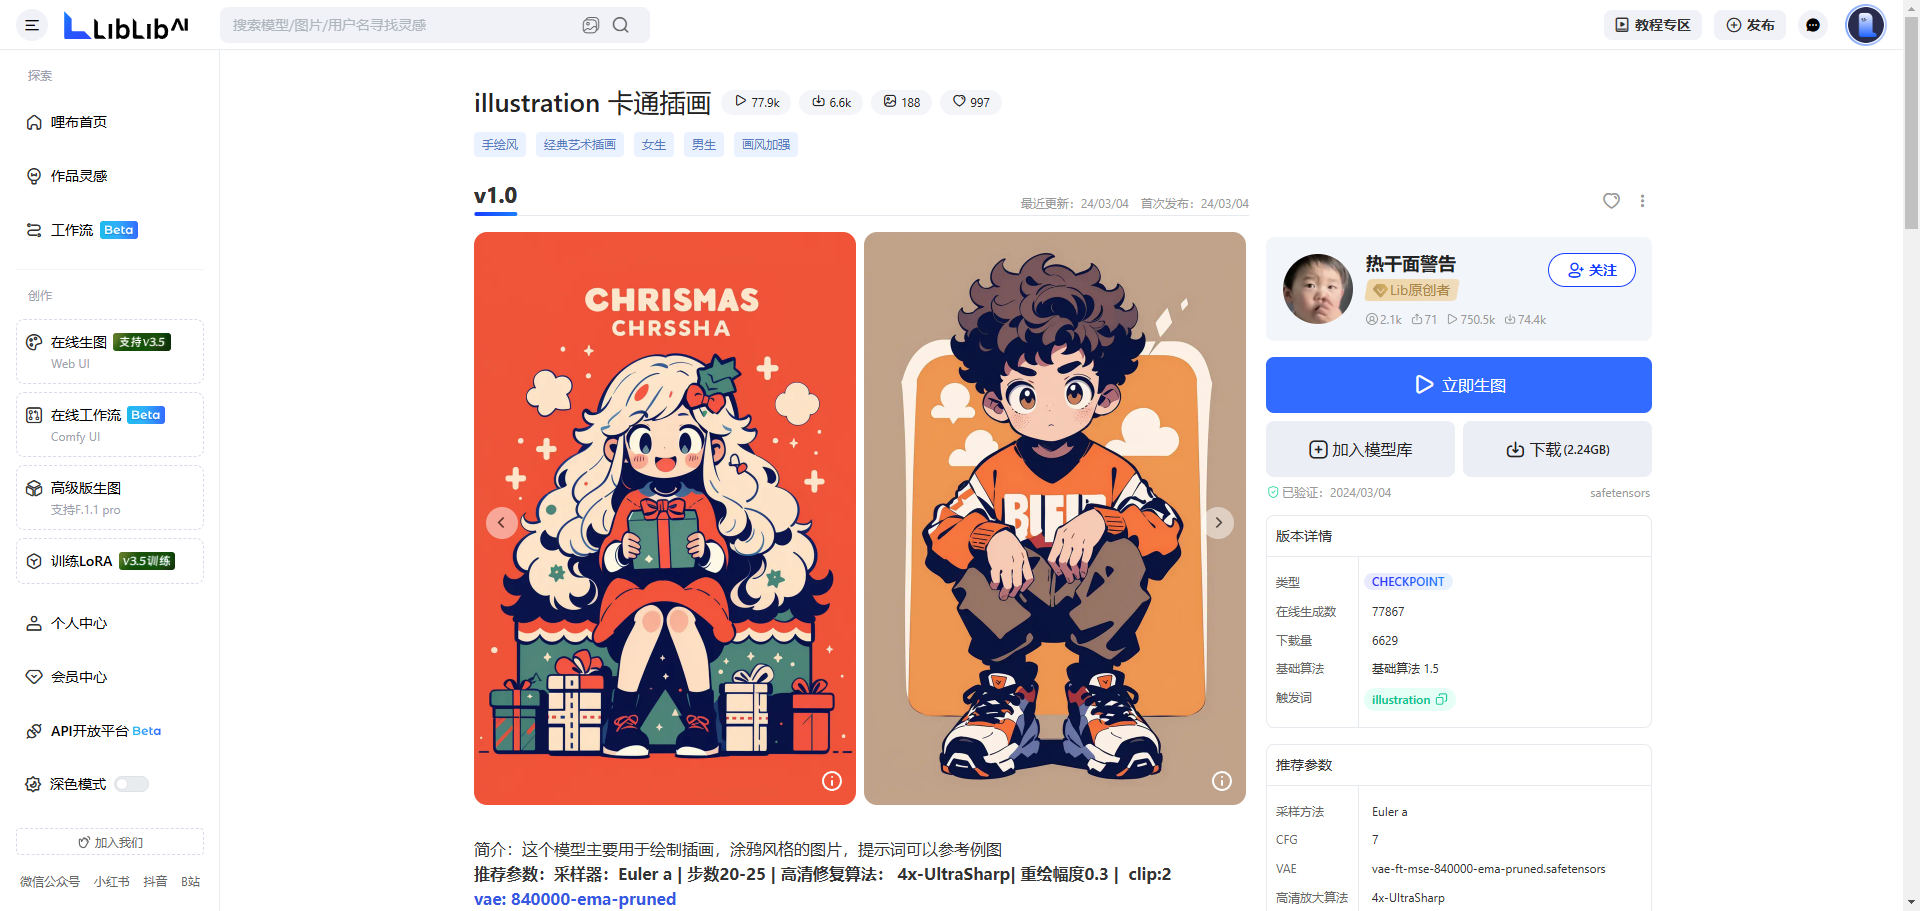 LIBLIBAI
搜索模型/图片/用户名寻找灵感
教程专区
发布
探索
哩布首页
作品灵感
工作流 Beta
创作
在线生图 支持v3.5
Web UI
在线工作流 Beta
Comfy UI
高级版生图
支持F.1.1 pro
训练LoRA v3.5训练
个人中心
会员中心
API开放平台 Beta
深色模式
加入我们
微信公众号 小红书 抖音 B站
illustration 卡通插画 77.9k 6.6k 188 997
手绘风 经典艺术插画 女生 男生 画风加强
v1.0
最近更新：24/03/04 首次发布：24/03/04
CHRISMAS
CHRSSHA
热干面警告
关注
Lib原创者
2.1k 71 750.5k 74.4k
立即生图
加入模型库
下载 (2.24GB)
已验证：2024/03/04 safetensors
版本详情
类型 CHECKPOINT
在线生成数 77867
下载量 6629
基础算法 基础算法 1.5
触发词 illustration
推荐参数
采样方法 Euler a
CFG 7
VAE vae-ft-mse-840000-ema-pruned.safetensors
高清放大算法 4x-UltraSharp
简介：这个模型主要用于绘制插画，涂鸦风格的图片，提示词可以参考例图
推荐参数：采样器：Euler a | 步数20-25 | 高清修复算法： 4x-UltraSharp| 重绘幅度0.3 | clip:2
vae: 840000-ema-pruned